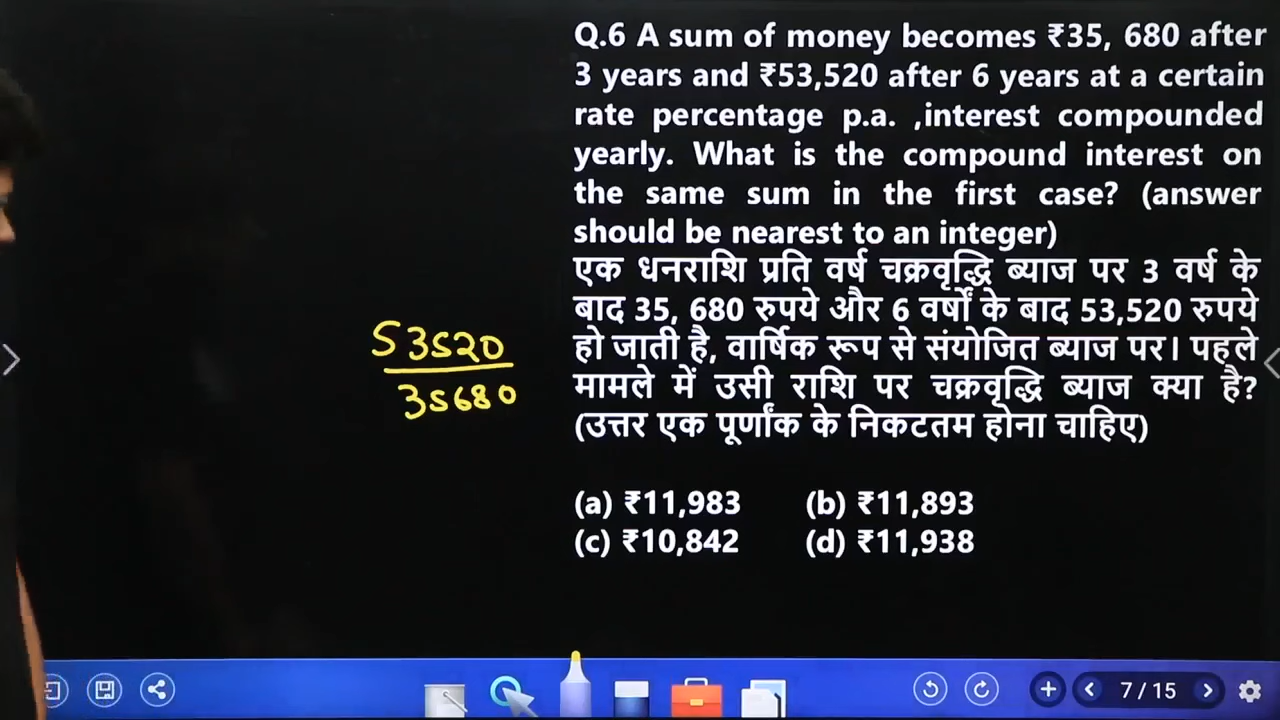 Q.6 A sum of money becomes ₹35, 680 after
3 years and ₹53,520 after 6 years at a certain
rate percentage p.a. ,interest compounded
yearly. What is the compound interest on
the same sum in the first case? (answer
should be nearest to an integer)
एक धनराशि प्रति वर्ष चक्रवृद्धि ब्याज पर 3 वर्ष के
बाद 35, 680 रुपये और 6 वर्षों के बाद 53,520 रुपये
हो जाती है, वार्षिक रूप से संयोजित ब्याज पर। पहले
मामले में उसी राशि पर चक्रवृद्धि ब्याज क्या है?
(उत्तर एक पूर्णांक के निकटतम होना चाहिए)
53520
35680
(a) ₹11,983 (b) ₹11,893
(c) ₹10,842 (d) ₹11,938
7 / 15